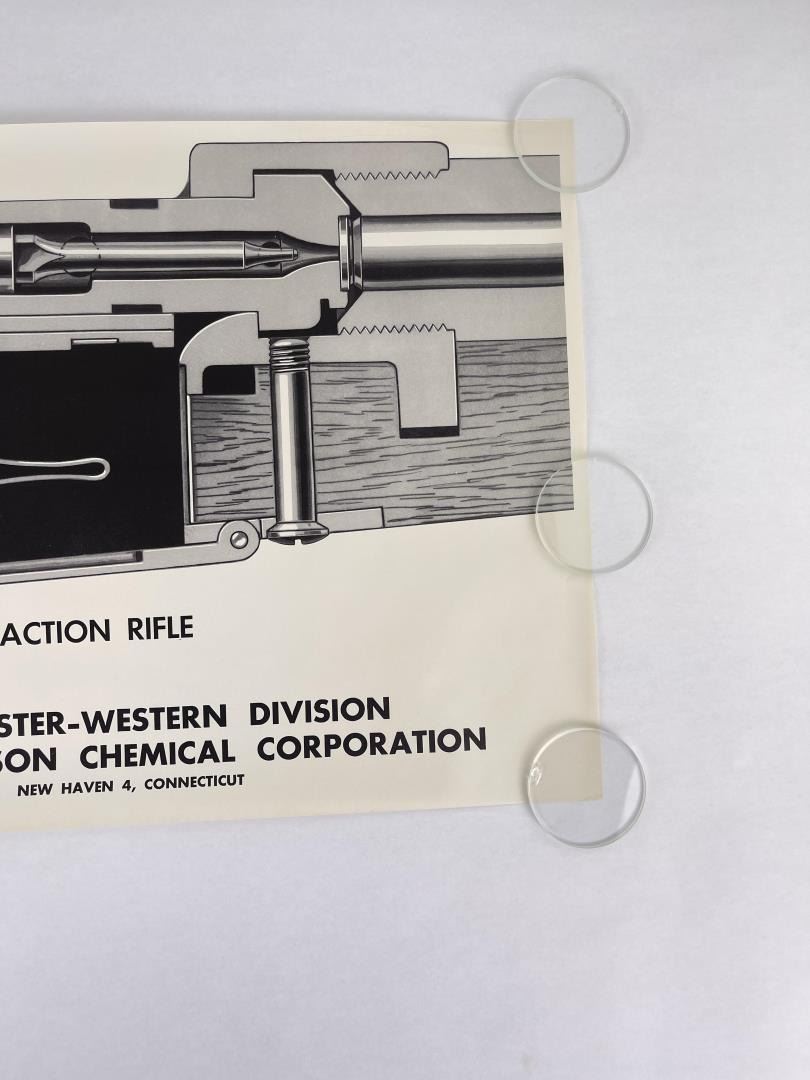 ACTION RIFLE
STER-WESTERN DIVISION
SON CHEMICAL CORPORATION
NEW HAVEN 4, CONNECTICUT